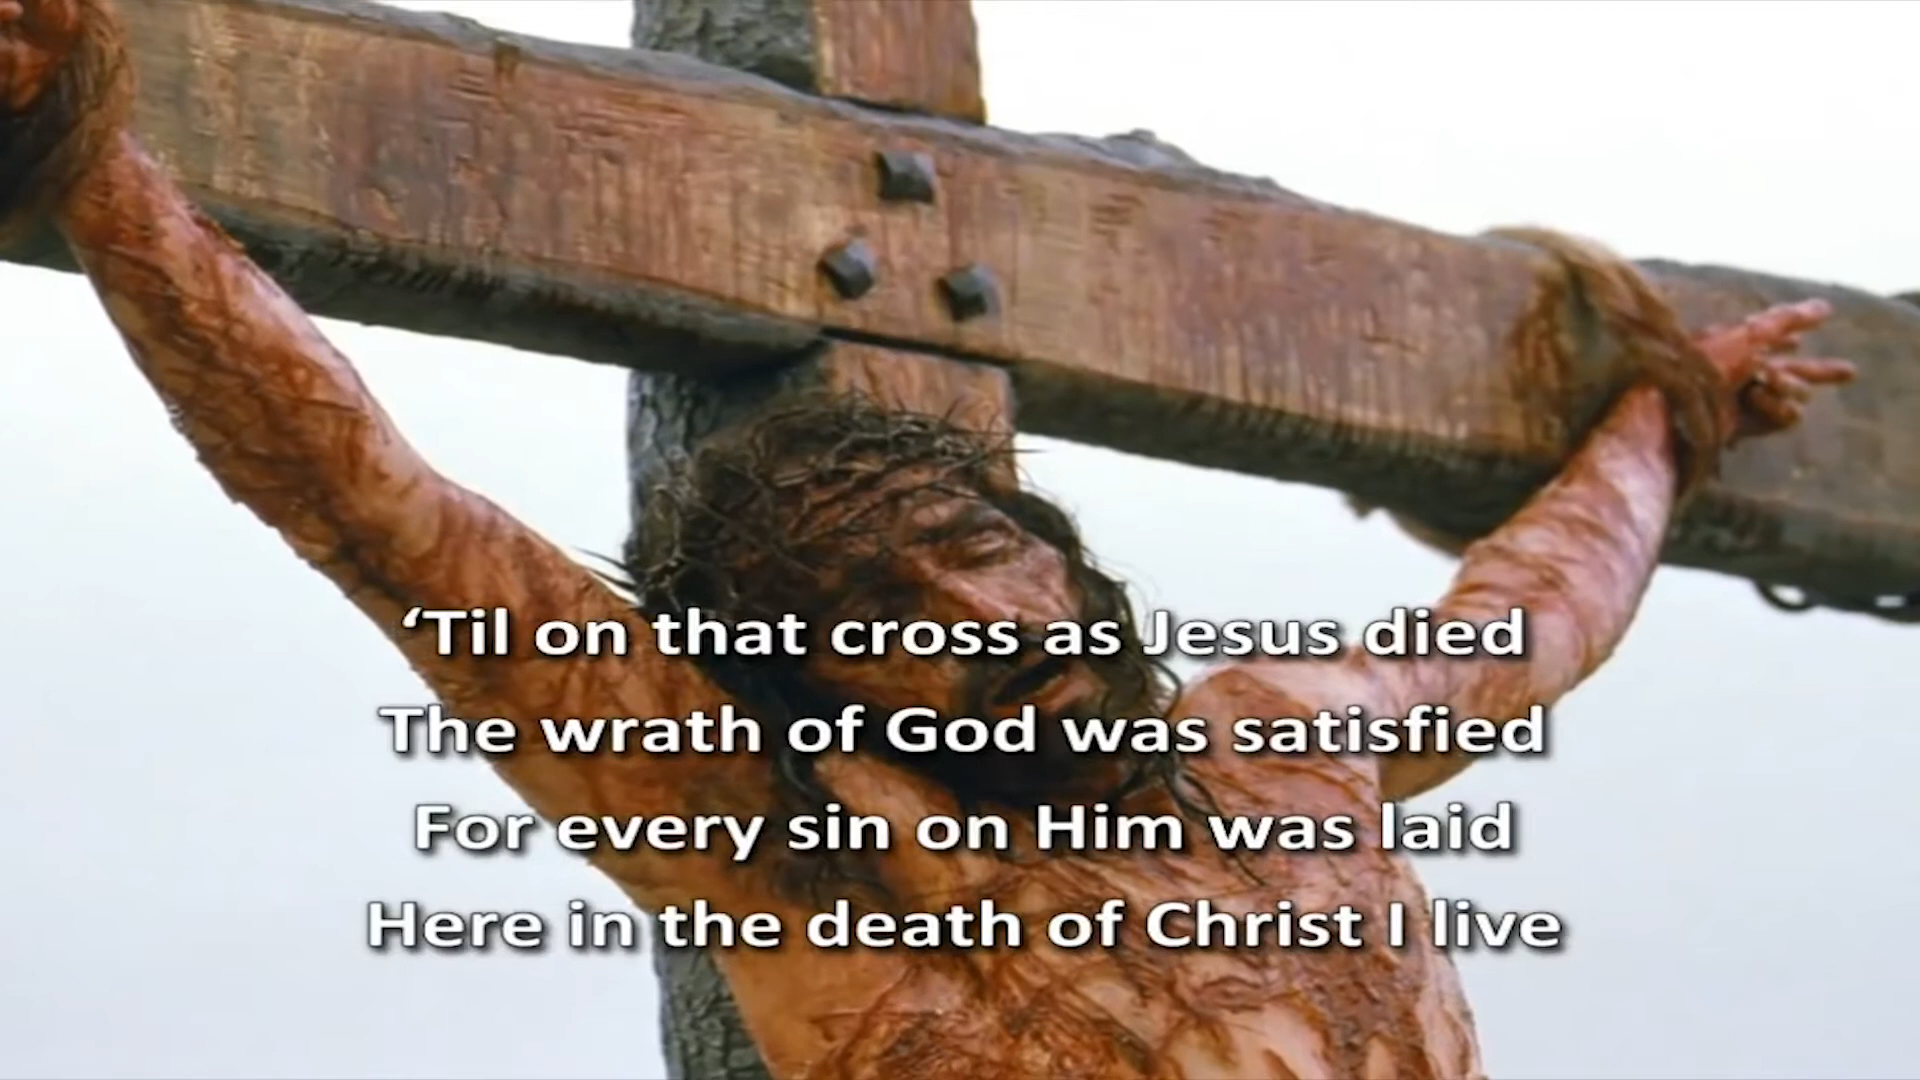 ‘Til on that cross as Jesus died
The wrath of God was satisfied
For every sin on Him was laid
Here in the death of Christ I live